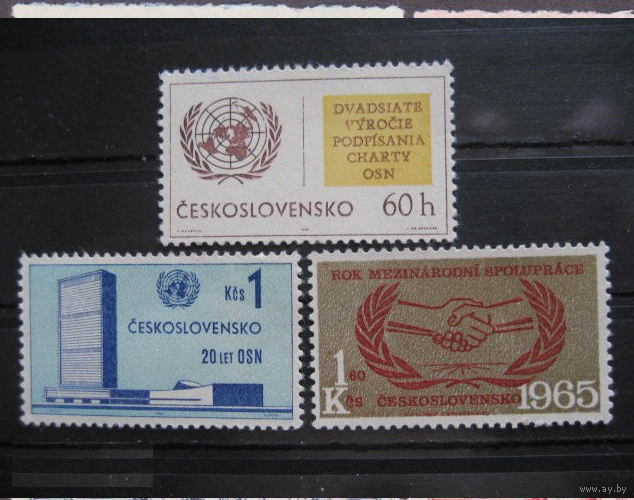 DVADSIATE
VÝROČIE
PODPÍSANIA
CHARTY
OSN
ČESKOSLOVENSKO 60 h
Kčs 1
ČESKOSLOVENSKO
20 LET OSN
ROK MEZINÁRODNÍ SPOLUPRÁCE
1 60
Kčs ČESKOSLOVENSKO 1965
www.ay.by